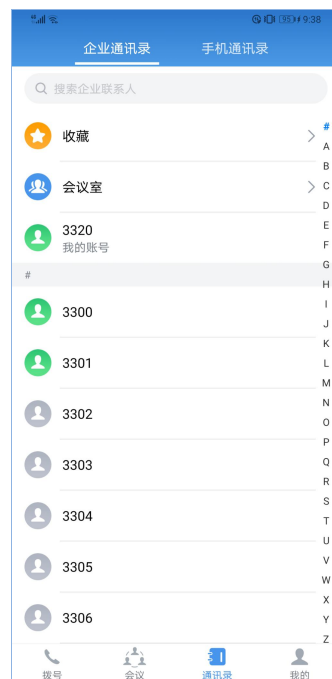 95 9:38
企业通讯录 手机通讯录
搜索企业联系人
收藏
会议室
3320
我的账号
#
3300
3301
3302
3303
3304
3305
3306
#
A
B
C
D
E
F
G
H
I
J
K
L
M
N
O
P
Q
R
S
T
U
V
W
X
Y
Z
拨号 会议 通讯录 我的